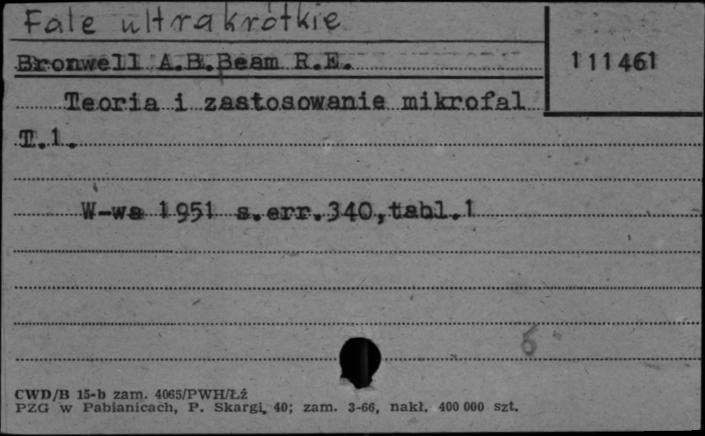 Fale ultrakrótkie
Bronwell A.B.Beam R.E.
111461
Teoria i zastosowanie mikrofal
T.1.
W-wa 1951 s.err.340,tabl.1
6
CWD/B 15-b zam. 4065/PWH/Łż
PZG w Pabianicach, P. Skargi, 40; zam. 3-66, nakł. 400 000 szt.